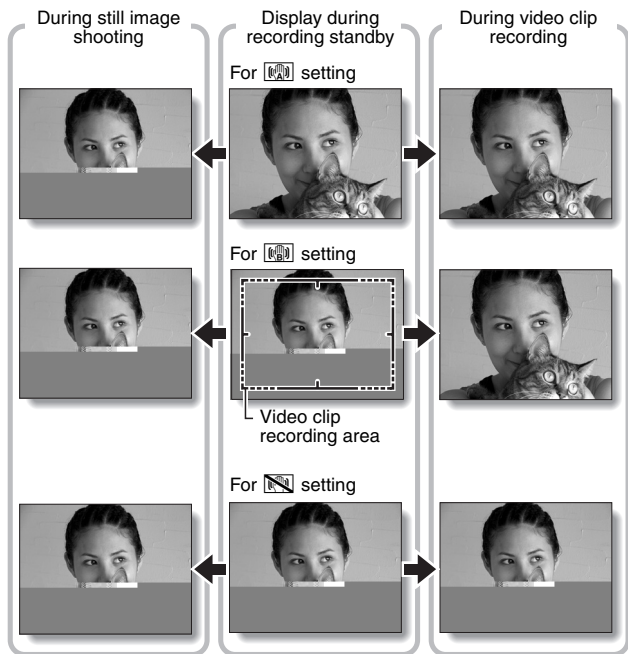 During still image
shooting
Display during
recording standby
During video clip
recording
For A setting
For B setting
Video clip
recording area
For setting